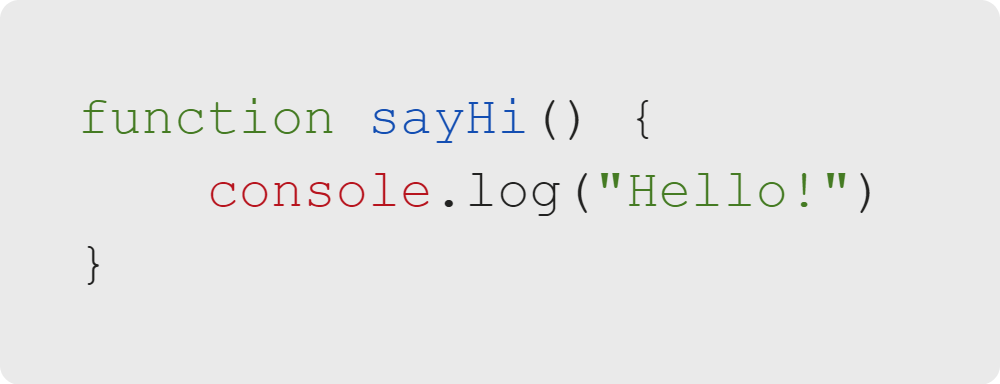 function sayHi() {
    console.log("Hello!")
}